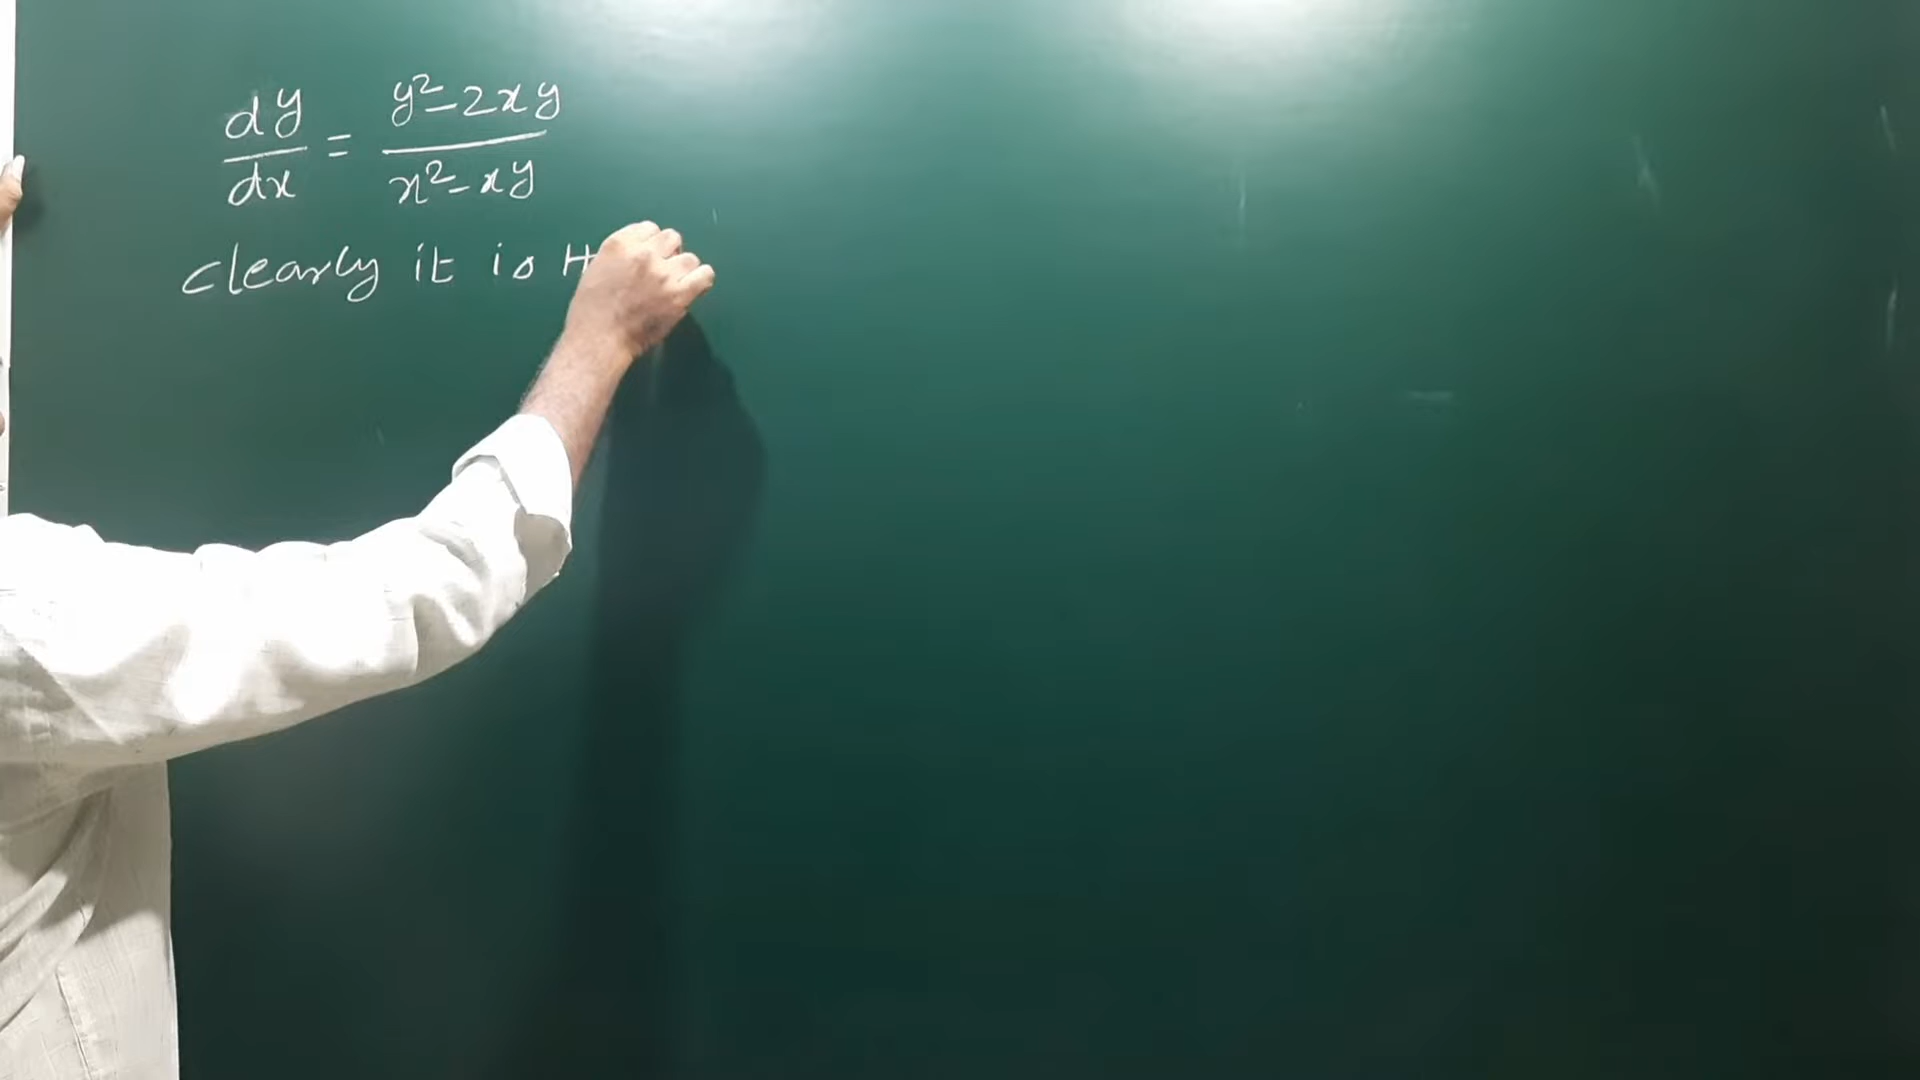 dy/dx = (y²-2xy)/(x²-xy)
clearly it is H